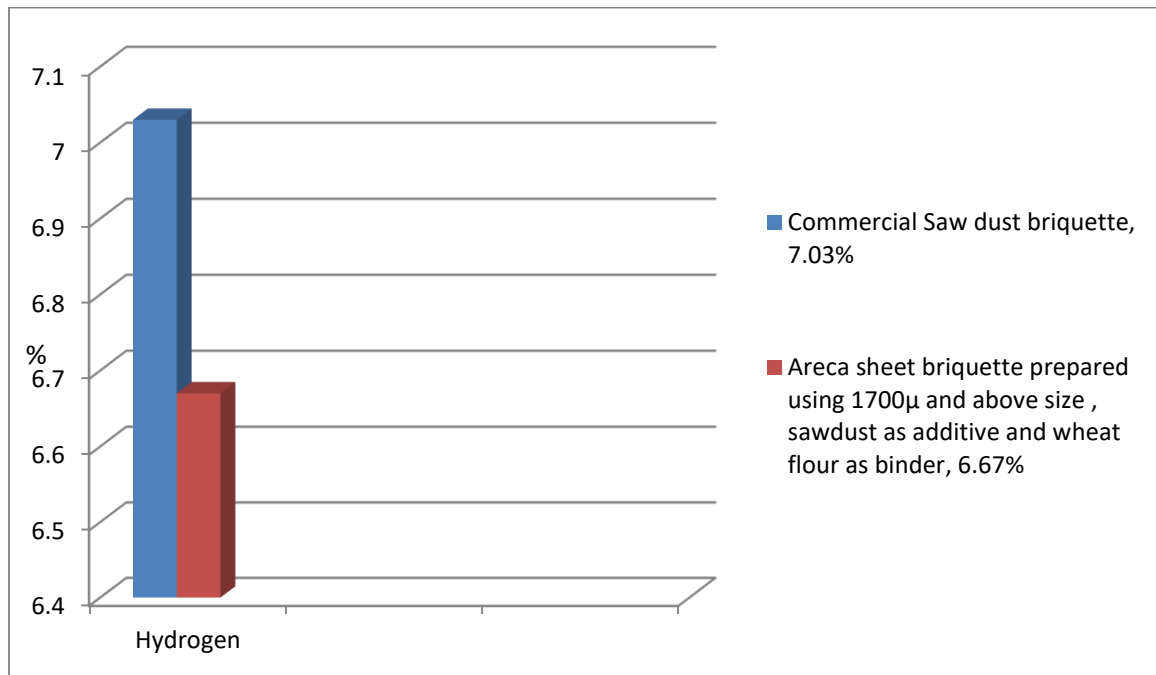 7.1
7
6.9
6.8
%
6.7
6.6
6.5
6.4
Hydrogen
Commercial Saw dust briquette,
7.03%
Areca sheet briquette prepared
using 1700µ and above size ,
sawdust as additive and wheat
flour as binder, 6.67%